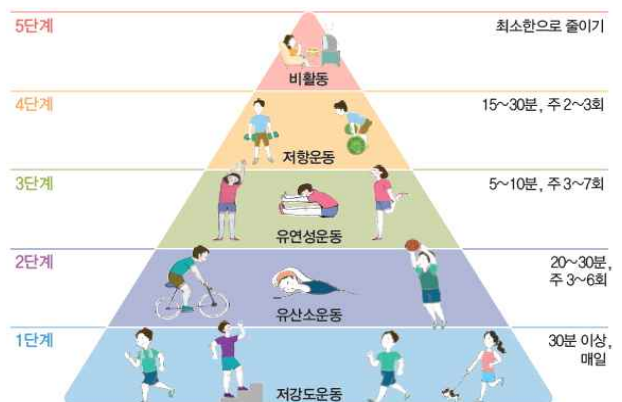 5단계
최소한으로 줄이기
비활동
4단계
15~30분, 주 2~3회
저항운동
3단계
5~10분, 주 3~7회
유연성운동
2단계
20~30분,
주 3~6회
유산소운동
1단계
30분 이상,
매일
저강도운동